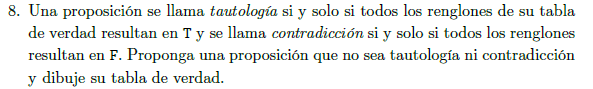 8. Una proposición se llama tautología si y solo si todos los renglones de su tabla
de verdad resultan en T y se llama contradicción si y solo si todos los renglones
resultan en F. Proponga una proposición que no sea tautología ni contradicción
y dibuje su tabla de verdad.